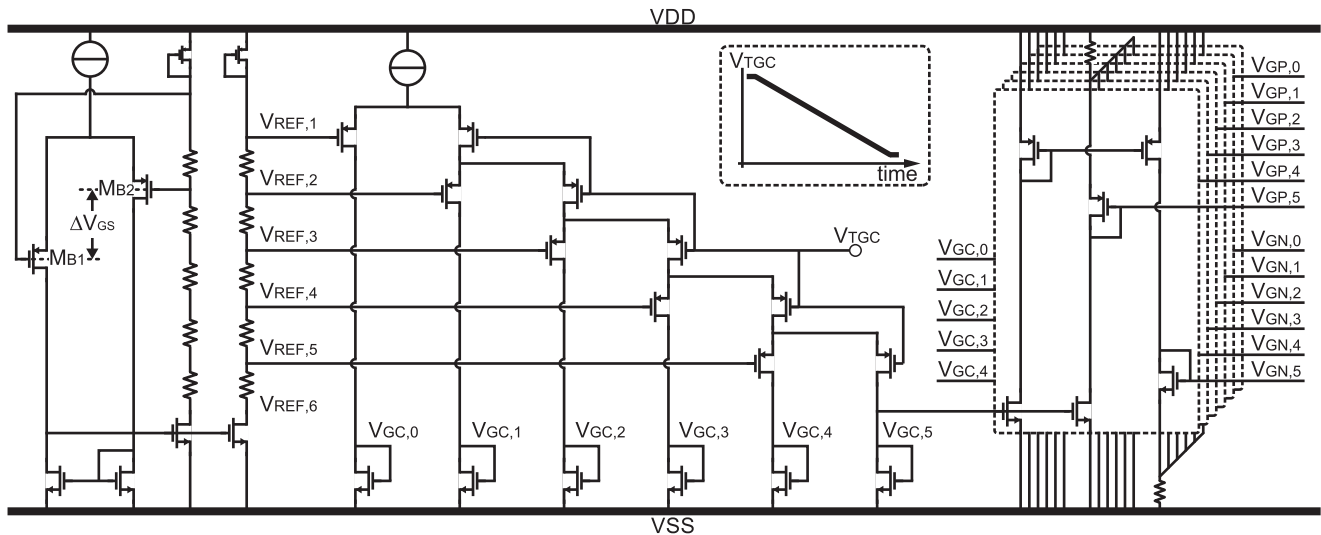 VDD
VREF,1
VREF,2
VREF,3
VREF,4
VREF,5
VREF,6
MB2
ΔVGS
MB1
VTGC
time
VTGC
VGC,0
VGC,1
VGC,2
VGC,3
VGC,4
VGC,5
VGC,0
VGC,1
VGC,2
VGC,3
VGC,4
VGP,0
VGP,1
VGP,2
VGP,3
VGP,4
VGP,5
VGN,0
VGN,1
VGN,2
VGN,3
VGN,4
VGN,5
VSS